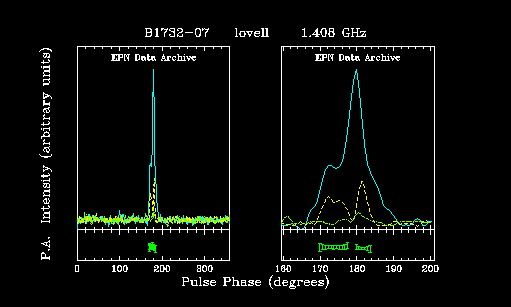 B1732-07 lovell 1.408 GHz
EPN Data Archive EPN Data Archive
Intensity (arbitrary units)
P.A.
0 100 200 300 160 170 180 190 200
Pulse Phase (degrees)